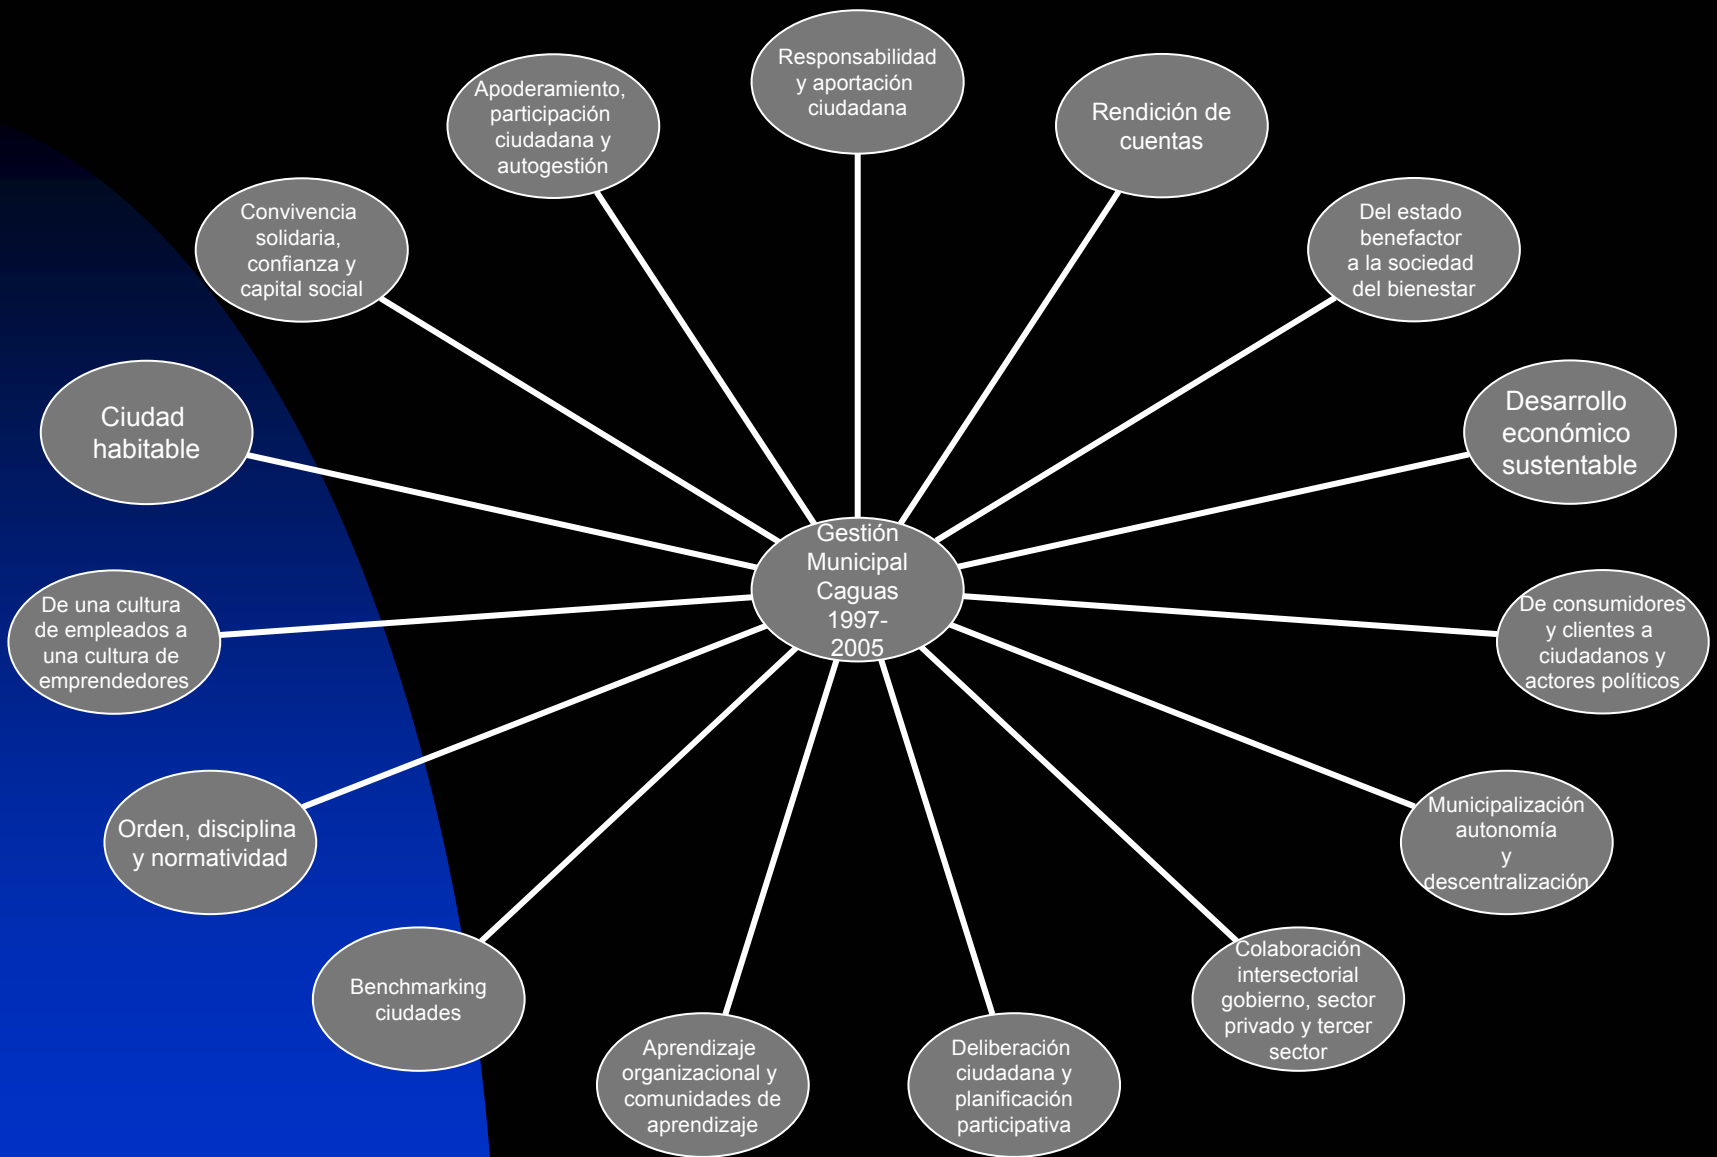 Responsabilidad
y aportación
ciudadana
Rendición de
cuentas
Del estado
benefactor
a la sociedad
del bienestar
Desarrollo
económico
sustentable
De consumidores
y clientes a
ciudadanos y
actores políticos
Municipalización
autonomía
y
descentralización
Colaboración
intersectorial
gobierno, sector
privado y tercer
sector
Deliberación
ciudadana y
planificación
participativa
Aprendizaje
organizacional y
comunidades de
aprendizaje
Benchmarking
ciudades
Orden, disciplina
y normatividad
De una cultura
de empleados a
una cultura de
emprendedores
Ciudad
habitable
Convivencia
solidaria,
confianza y
capital social
Apoderamiento,
participación
ciudadana y
autogestión
Gestión
Municipal
Caguas
1997-
2005